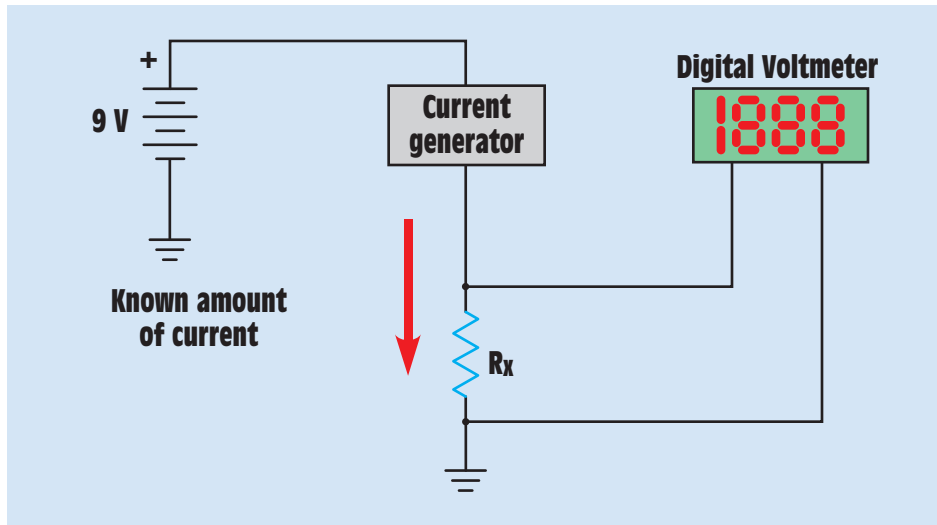 +
9 V
Current
generator
Digital Voltmeter
1888
Known amount
of current
Rx